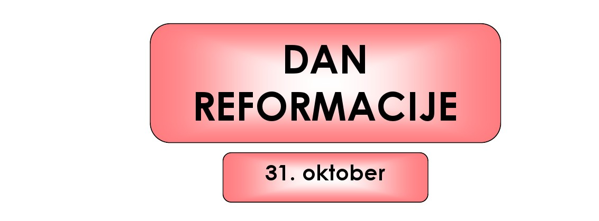 DAN
REFORMACIJE
31. oktober